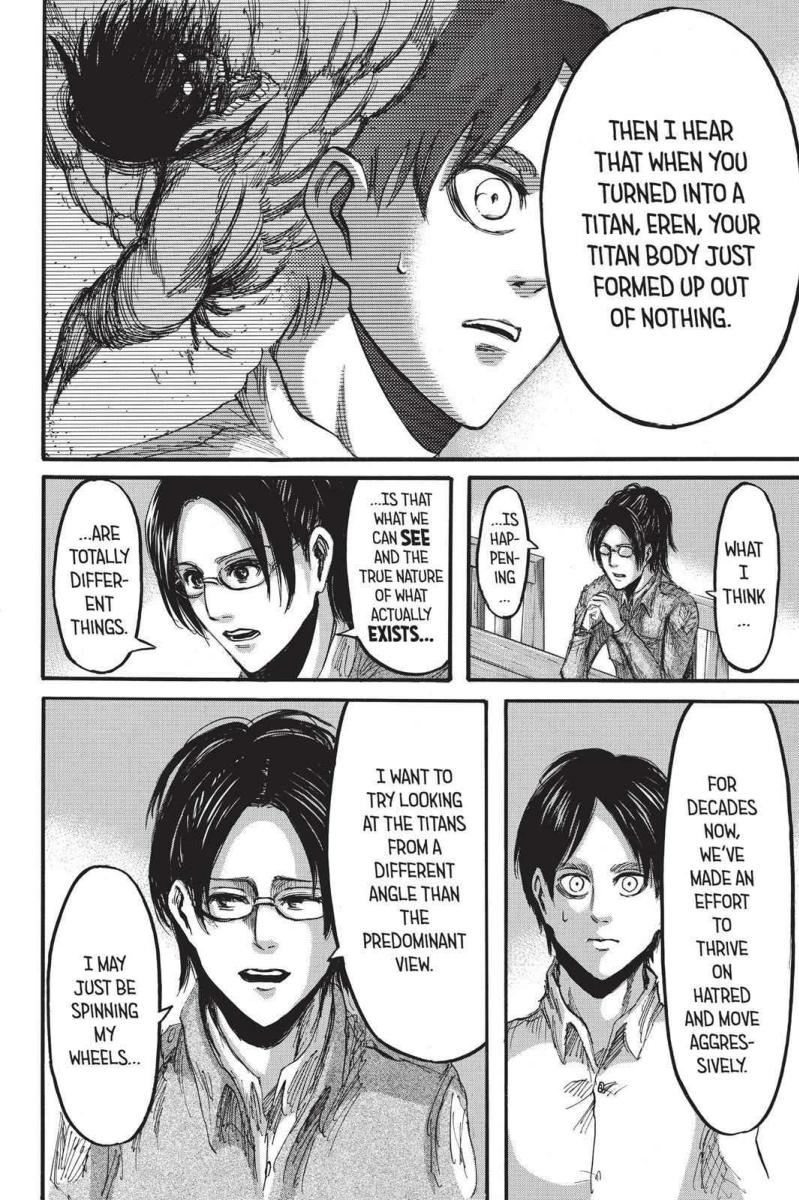 THEN I HEAR
THAT WHEN YOU
TURNED INTO A
TITAN, EREN, YOUR
TITAN BODY JUST
FORMED UP OUT
OF NOTHING.
WHAT
I
THINK
...
...IS
HAP-
PEN-
ING
...
...IS THAT
WHAT WE
CAN SEE
AND THE
TRUE NATURE
OF WHAT
ACTUALLY
EXISTS...
...ARE
TOTALLY
DIFFER-
ENT
THINGS.
FOR
DECADES
NOW,
WE'VE
MADE AN
EFFORT
TO
THRIVE
ON
HATRED
AND MOVE
AGGRES-
SIVELY.
I WANT TO
TRY LOOKING
AT THE TITANS
FROM A
DIFFERENT
ANGLE THAN
THE
PREDOMINANT
VIEW.
I MAY
JUST BE
SPINNING
MY
WHEELS...